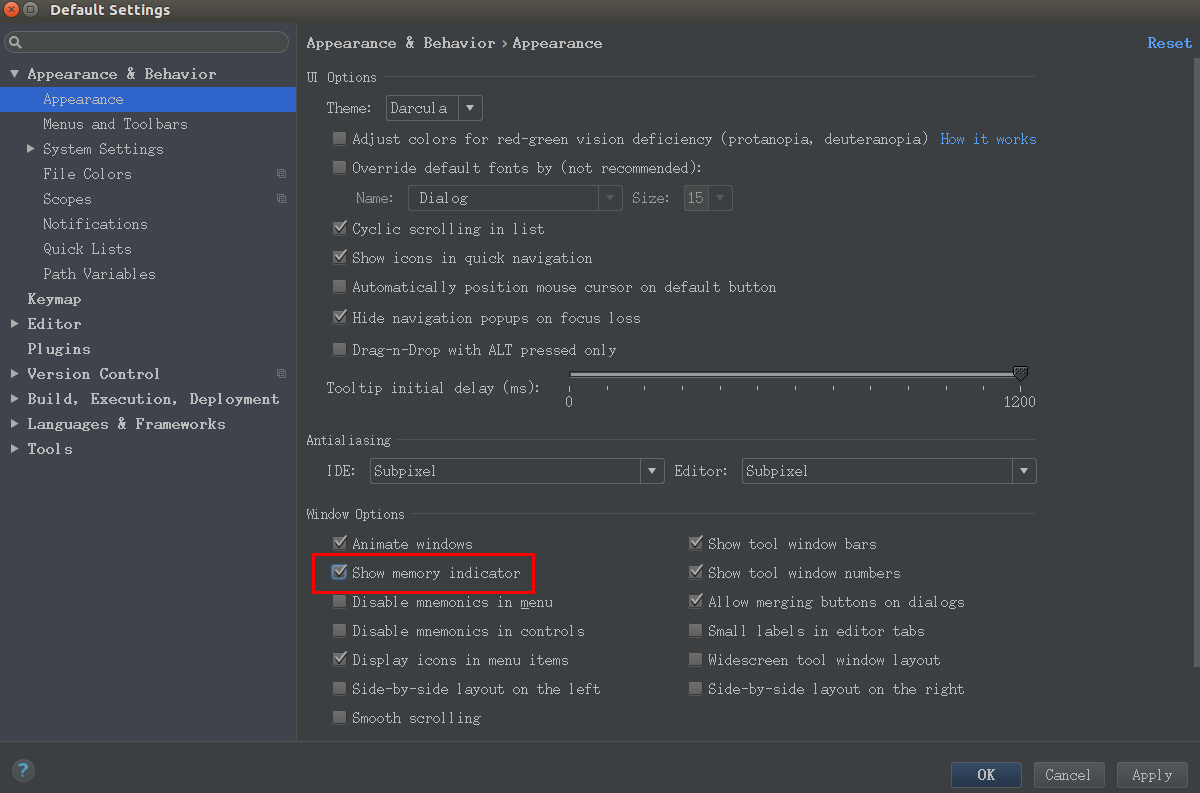 Default Settings
Appearance & Behavior
Appearance
Menus and Toolbars
System Settings
File Colors
Scopes
Notifications
Quick Lists
Path Variables
Keymap
Editor
Plugins
Version Control
Build, Execution, Deployment
Languages & Frameworks
Tools
Appearance & Behavior › Appearance
Reset
UI Options
Theme: Darcula
Adjust colors for red-green vision deficiency (protanopia, deuteranopia) How it works
Override default fonts by (not recommended):
Name: Dialog Size: 15
Cyclic scrolling in list
Show icons in quick navigation
Automatically position mouse cursor on default button
Hide navigation popups on focus loss
Drag-n-Drop with ALT pressed only
Tooltip initial delay (ms):
0 1200
Antialiasing
IDE: Subpixel Editor: Subpixel
Window Options
Animate windows Show tool window bars
Show memory indicator Show tool window numbers
Disable mnemonics in menu Allow merging buttons on dialogs
Disable mnemonics in controls Small labels in editor tabs
Display icons in menu items Widescreen tool window layout
Side-by-side layout on the left Side-by-side layout on the right
Smooth scrolling
? OK Cancel Apply